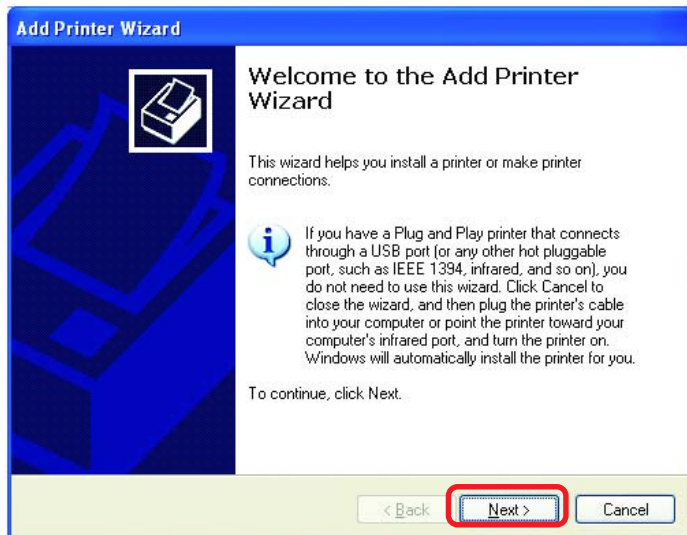 Add Printer Wizard
Welcome to the Add Printer
Wizard
This wizard helps you install a printer or make printer
connections.
If you have a Plug and Play printer that connects
through a USB port (or any other hot pluggable
port, such as IEEE 1394, infrared, and so on), you
do not need to use this wizard. Click Cancel to
close the wizard, and then plug the printer's cable
into your computer or point the printer toward your
computer's infrared port, and turn the printer on.
Windows will automatically install the printer for you.
To continue, click Next.
< Back Next > Cancel